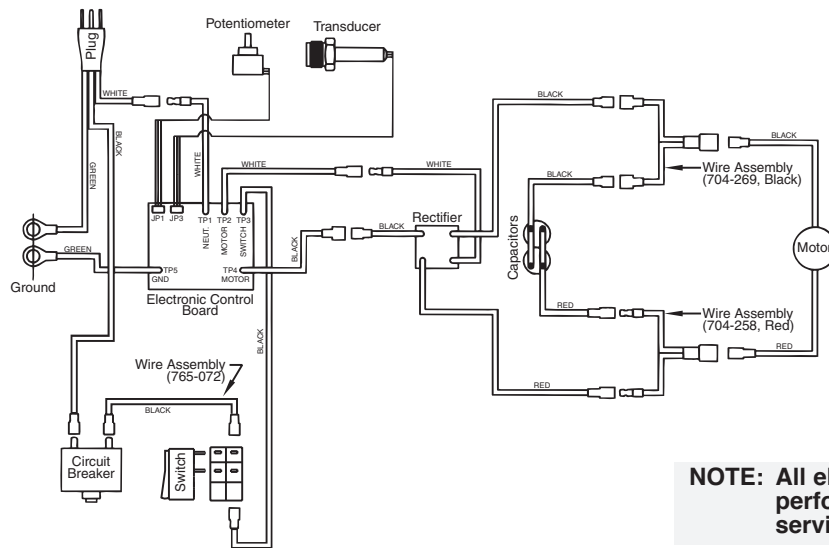 Potentiometer
Transducer
Plug
WHITE
BLACK
GREEN
WHITE
WHITE
WHITE
BLACK
BLACK
BLACK
Wire Assembly
(704-269, Black)
JP1
JP3
TP1
TP2
TP3
NEUT.
MOTOR
SWITCH
BLACK
BLACK
Rectifier
Capacitors
Motor
GREEN
TP5
GND
TP4
MOTOR
Ground
Electronic Control
Board
RED
Wire Assembly
(704-258, Red)
RED
RED
BLACK
Wire Assembly
(765-072)
BLACK
Circuit
Breaker
Switch
NOTE: All el
perfo
servi